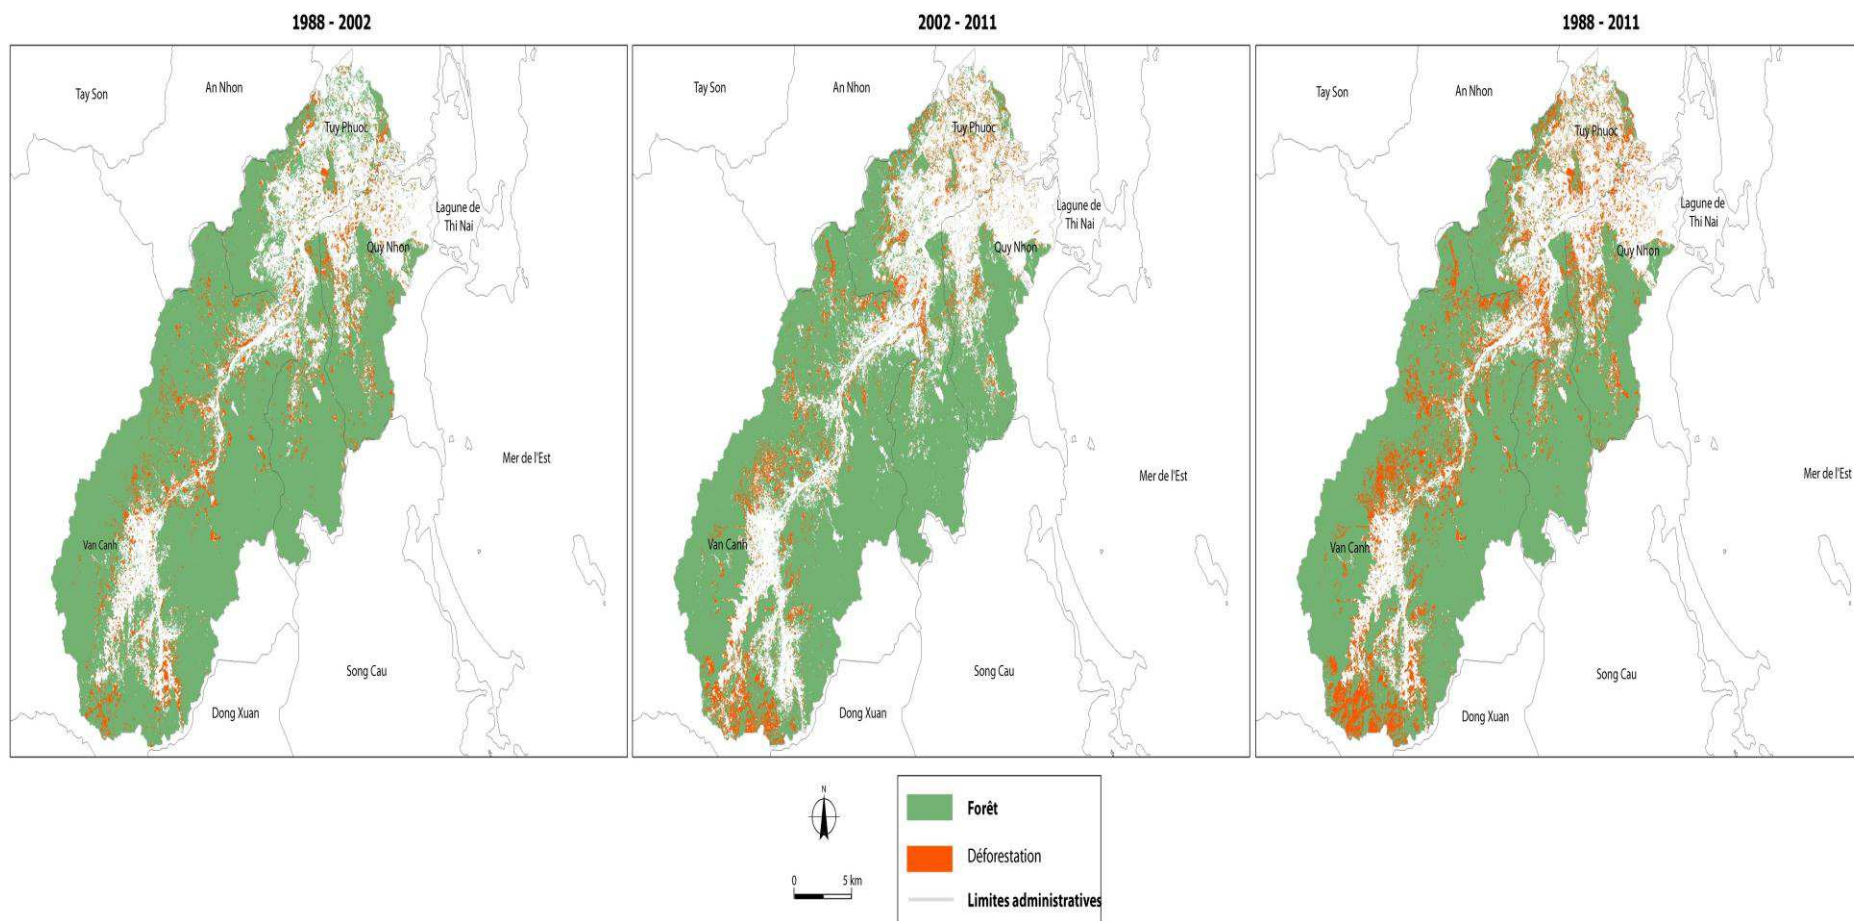 1988 - 2002
2002 - 2011
1988 - 2011
Tay Son
An Nhon
Tuy Phuoc
Lagune de
Thi Nai
Quy Nhon
Mer de l'Est
Van Canh
Song Cau
Dong Xuan
Tay Son
An Nhon
Tuy Phuoc
Lagune de
Thi Nai
Quy Nhon
Mer de l'Est
Van Canh
Song Cau
Dong Xuan
Tay Son
An Nhon
Tuy Phuoc
Lagune de
Thi Nai
Quy Nhon
Mer de l'Est
Van Canh
Song Cau
Dong Xuan
N
0 5 km
Forêt
Déforestation
Limites administratives